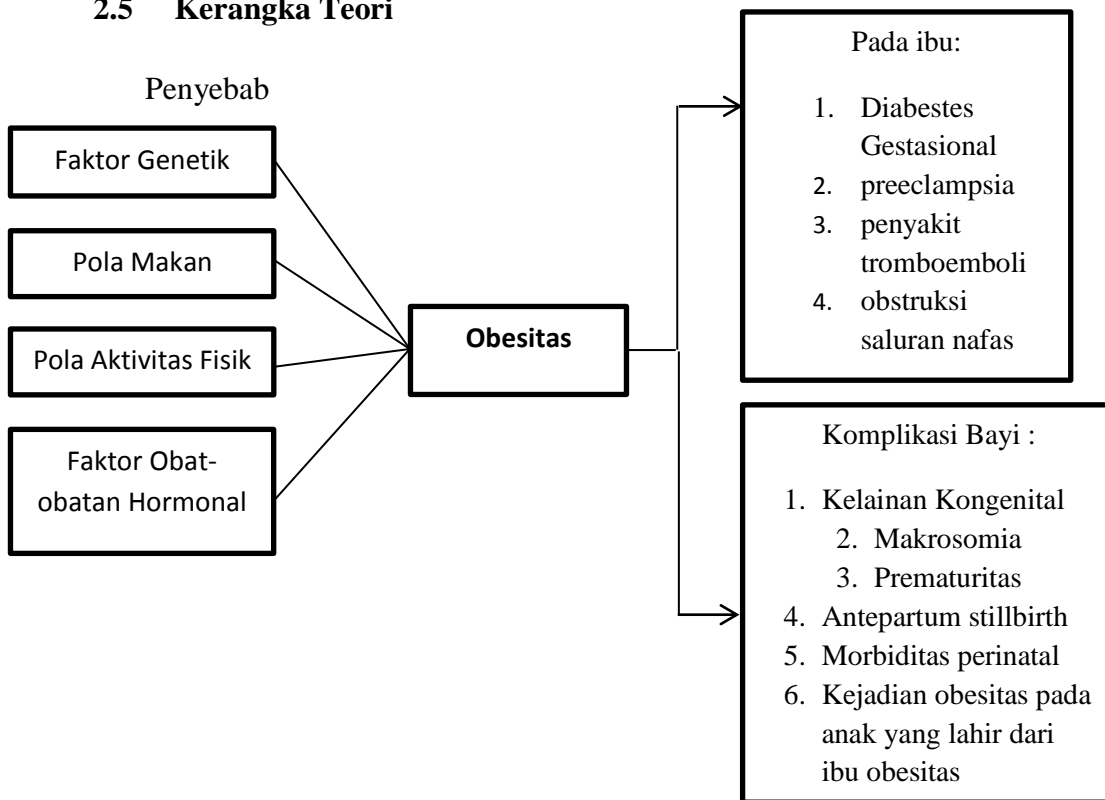 2.5 Kerangka Teori
Penyebab
Faktor Genetik
Pola Makan
Pola Aktivitas Fisik
Faktor Obat-
obatan Hormonal
Obesitas
Pada ibu:
1. Diabestes
Gestasional
2. preeclampsia
3. penyakit
tromboemboli
4. obstruksi
saluran nafas
Komplikasi Bayi :
1. Kelainan Kongenital
2. Makrosomia
3. Prematuritas
4. Antepartum stillbirth
5. Morbiditas perinatal
6. Kejadian obesitas pada
anak yang lahir dari
ibu obesitas